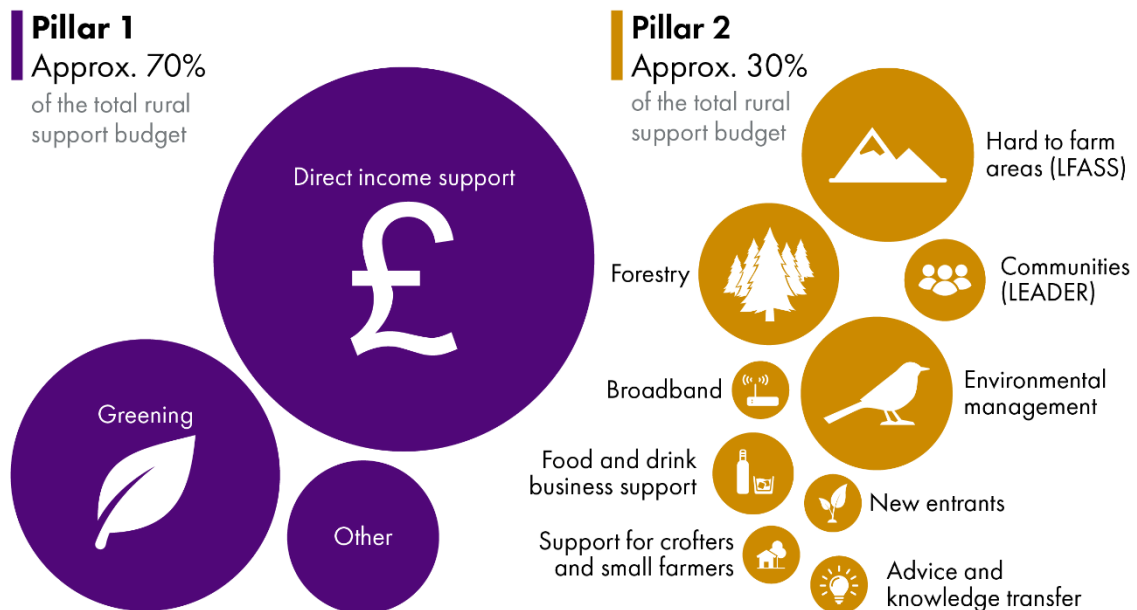 Pillar 1
Approx. 70%
of the total rural
support budget
Direct income support
£
Greening
Other
Pillar 2
Approx. 30%
of the total rural
support budget
Hard to farm
areas (LFASS)
Forestry
Communities
(LEADER)
Broadband
Environmental
management
Food and drink
business support
New entrants
Support for crofters
and small farmers
Advice and
knowledge transfer